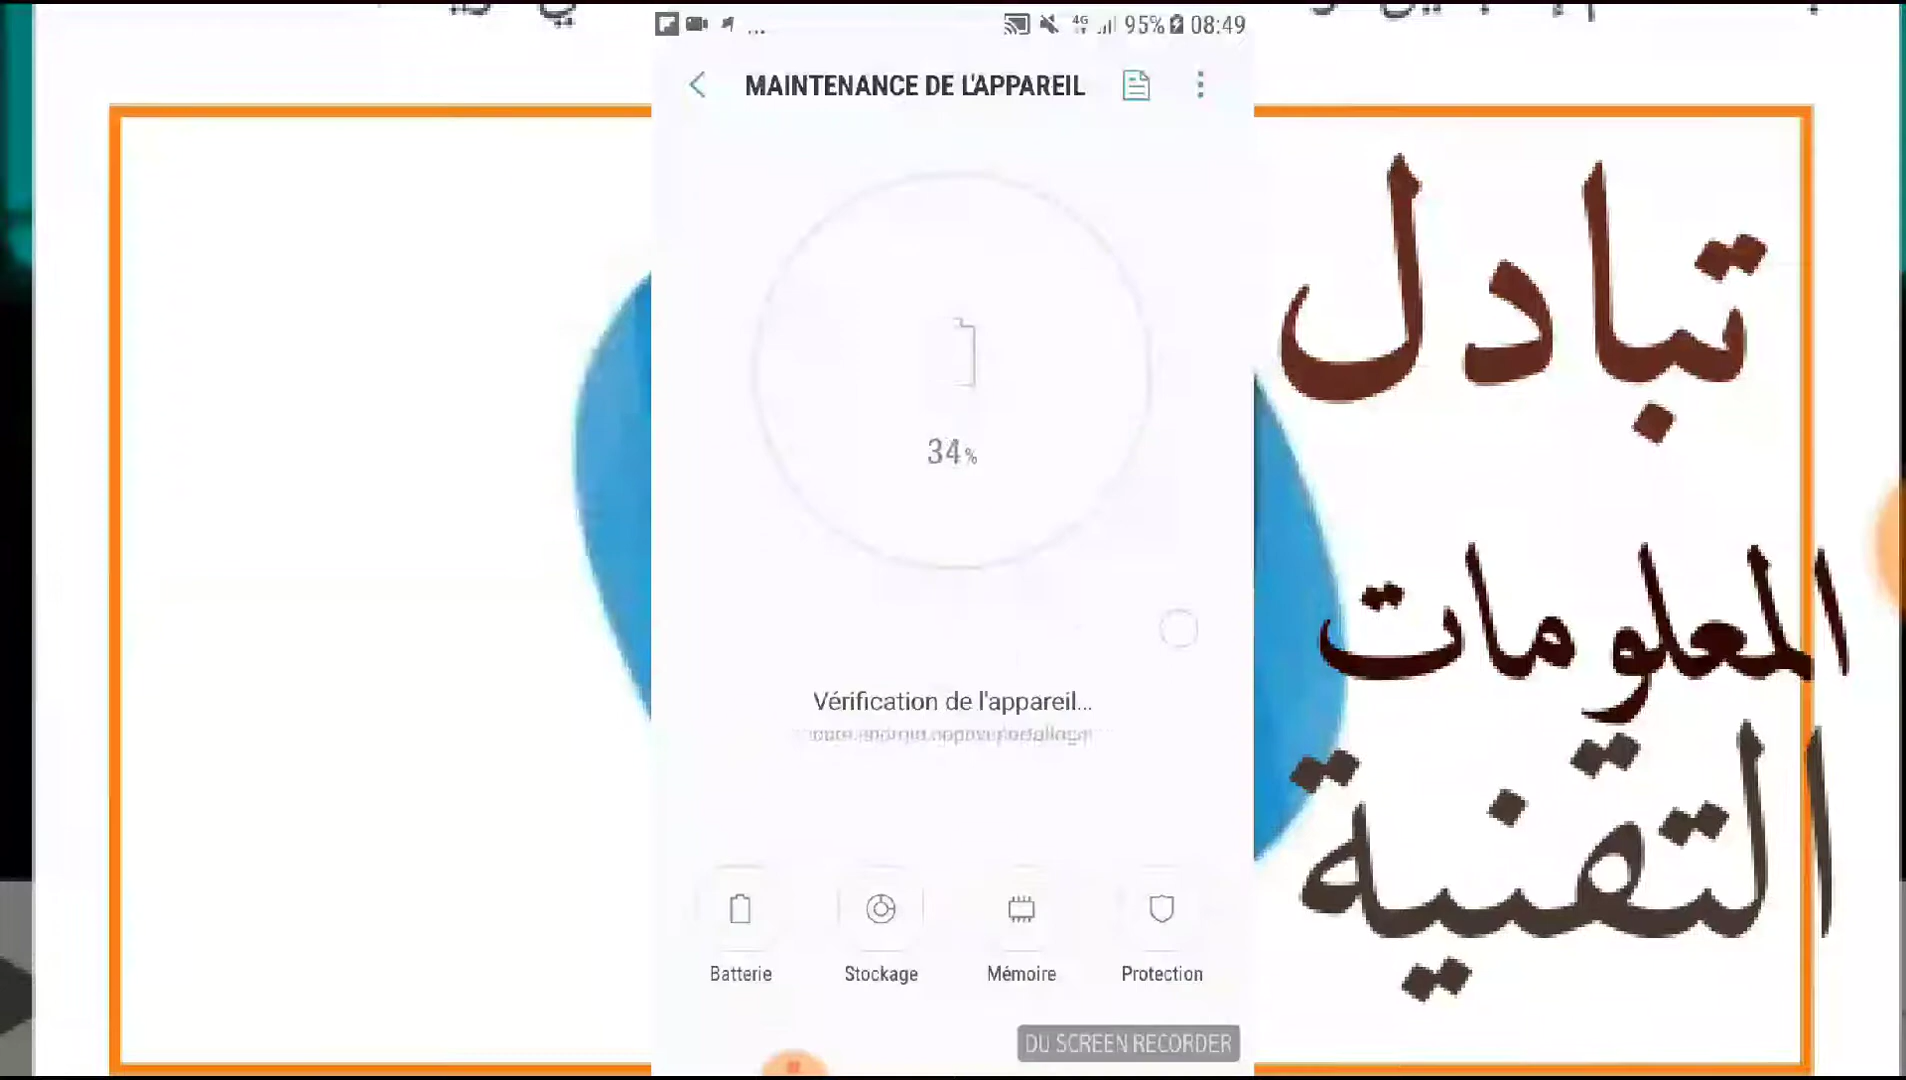 95% 08:49
MAINTENANCE DE L'APPAREIL
34%
Vérification de l'appareil...
Batterie
Stockage
Mémoire
Protection
DU SCREEN RECORDER
تبادل
المعلومات
التقنية